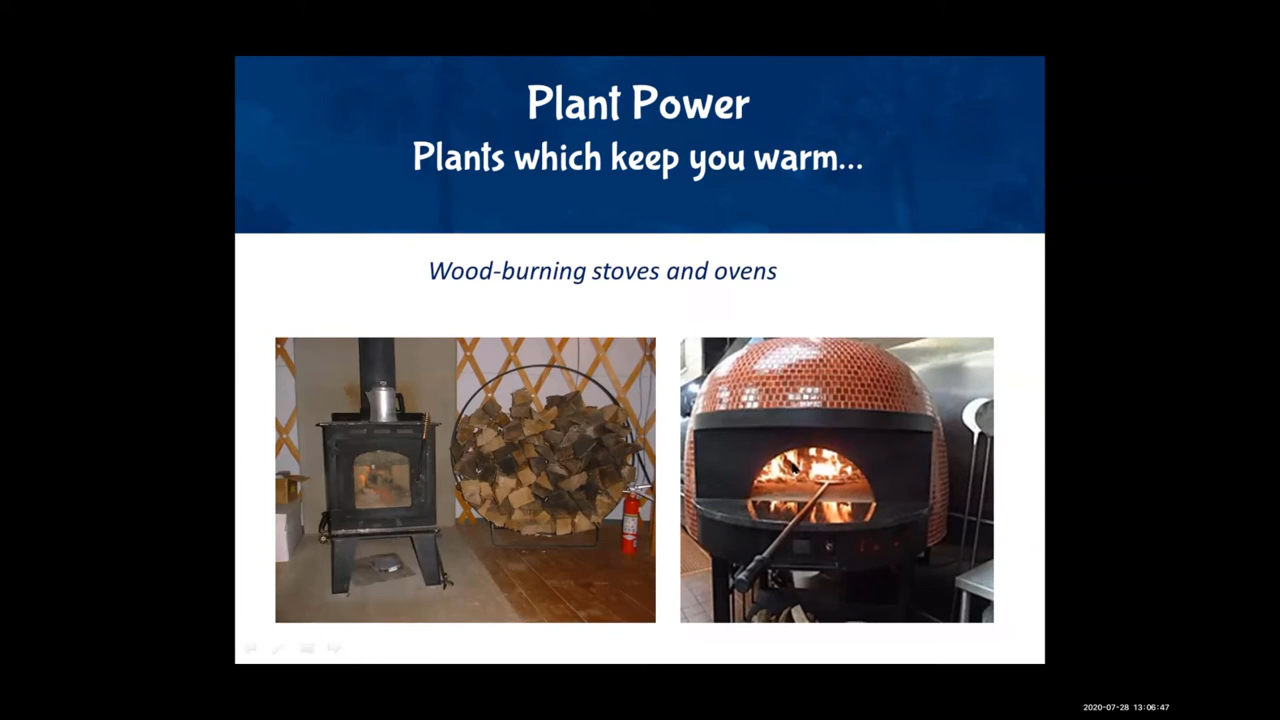 Plant Power
Plants which keep you warm...
Wood-burning stoves and ovens
2020-07-28 13:06:47